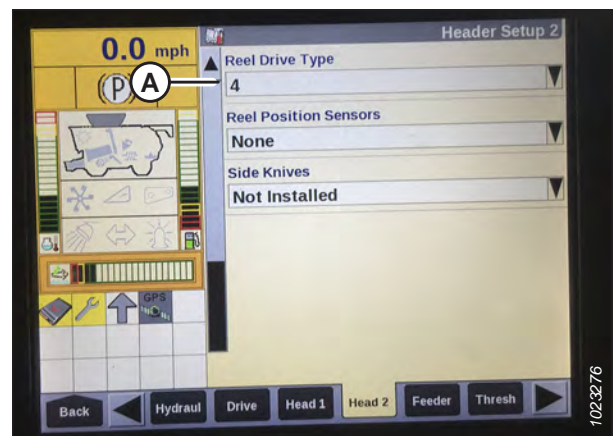 0.0 mph
Header Setup 2
Reel Drive Type
4
A
(P)
Reel Position Sensors
None
Side Knives
Not Installed
GPS
Back
Hydraul
Drive
Head 1
Head 2
Feeder
Thresh
1023276